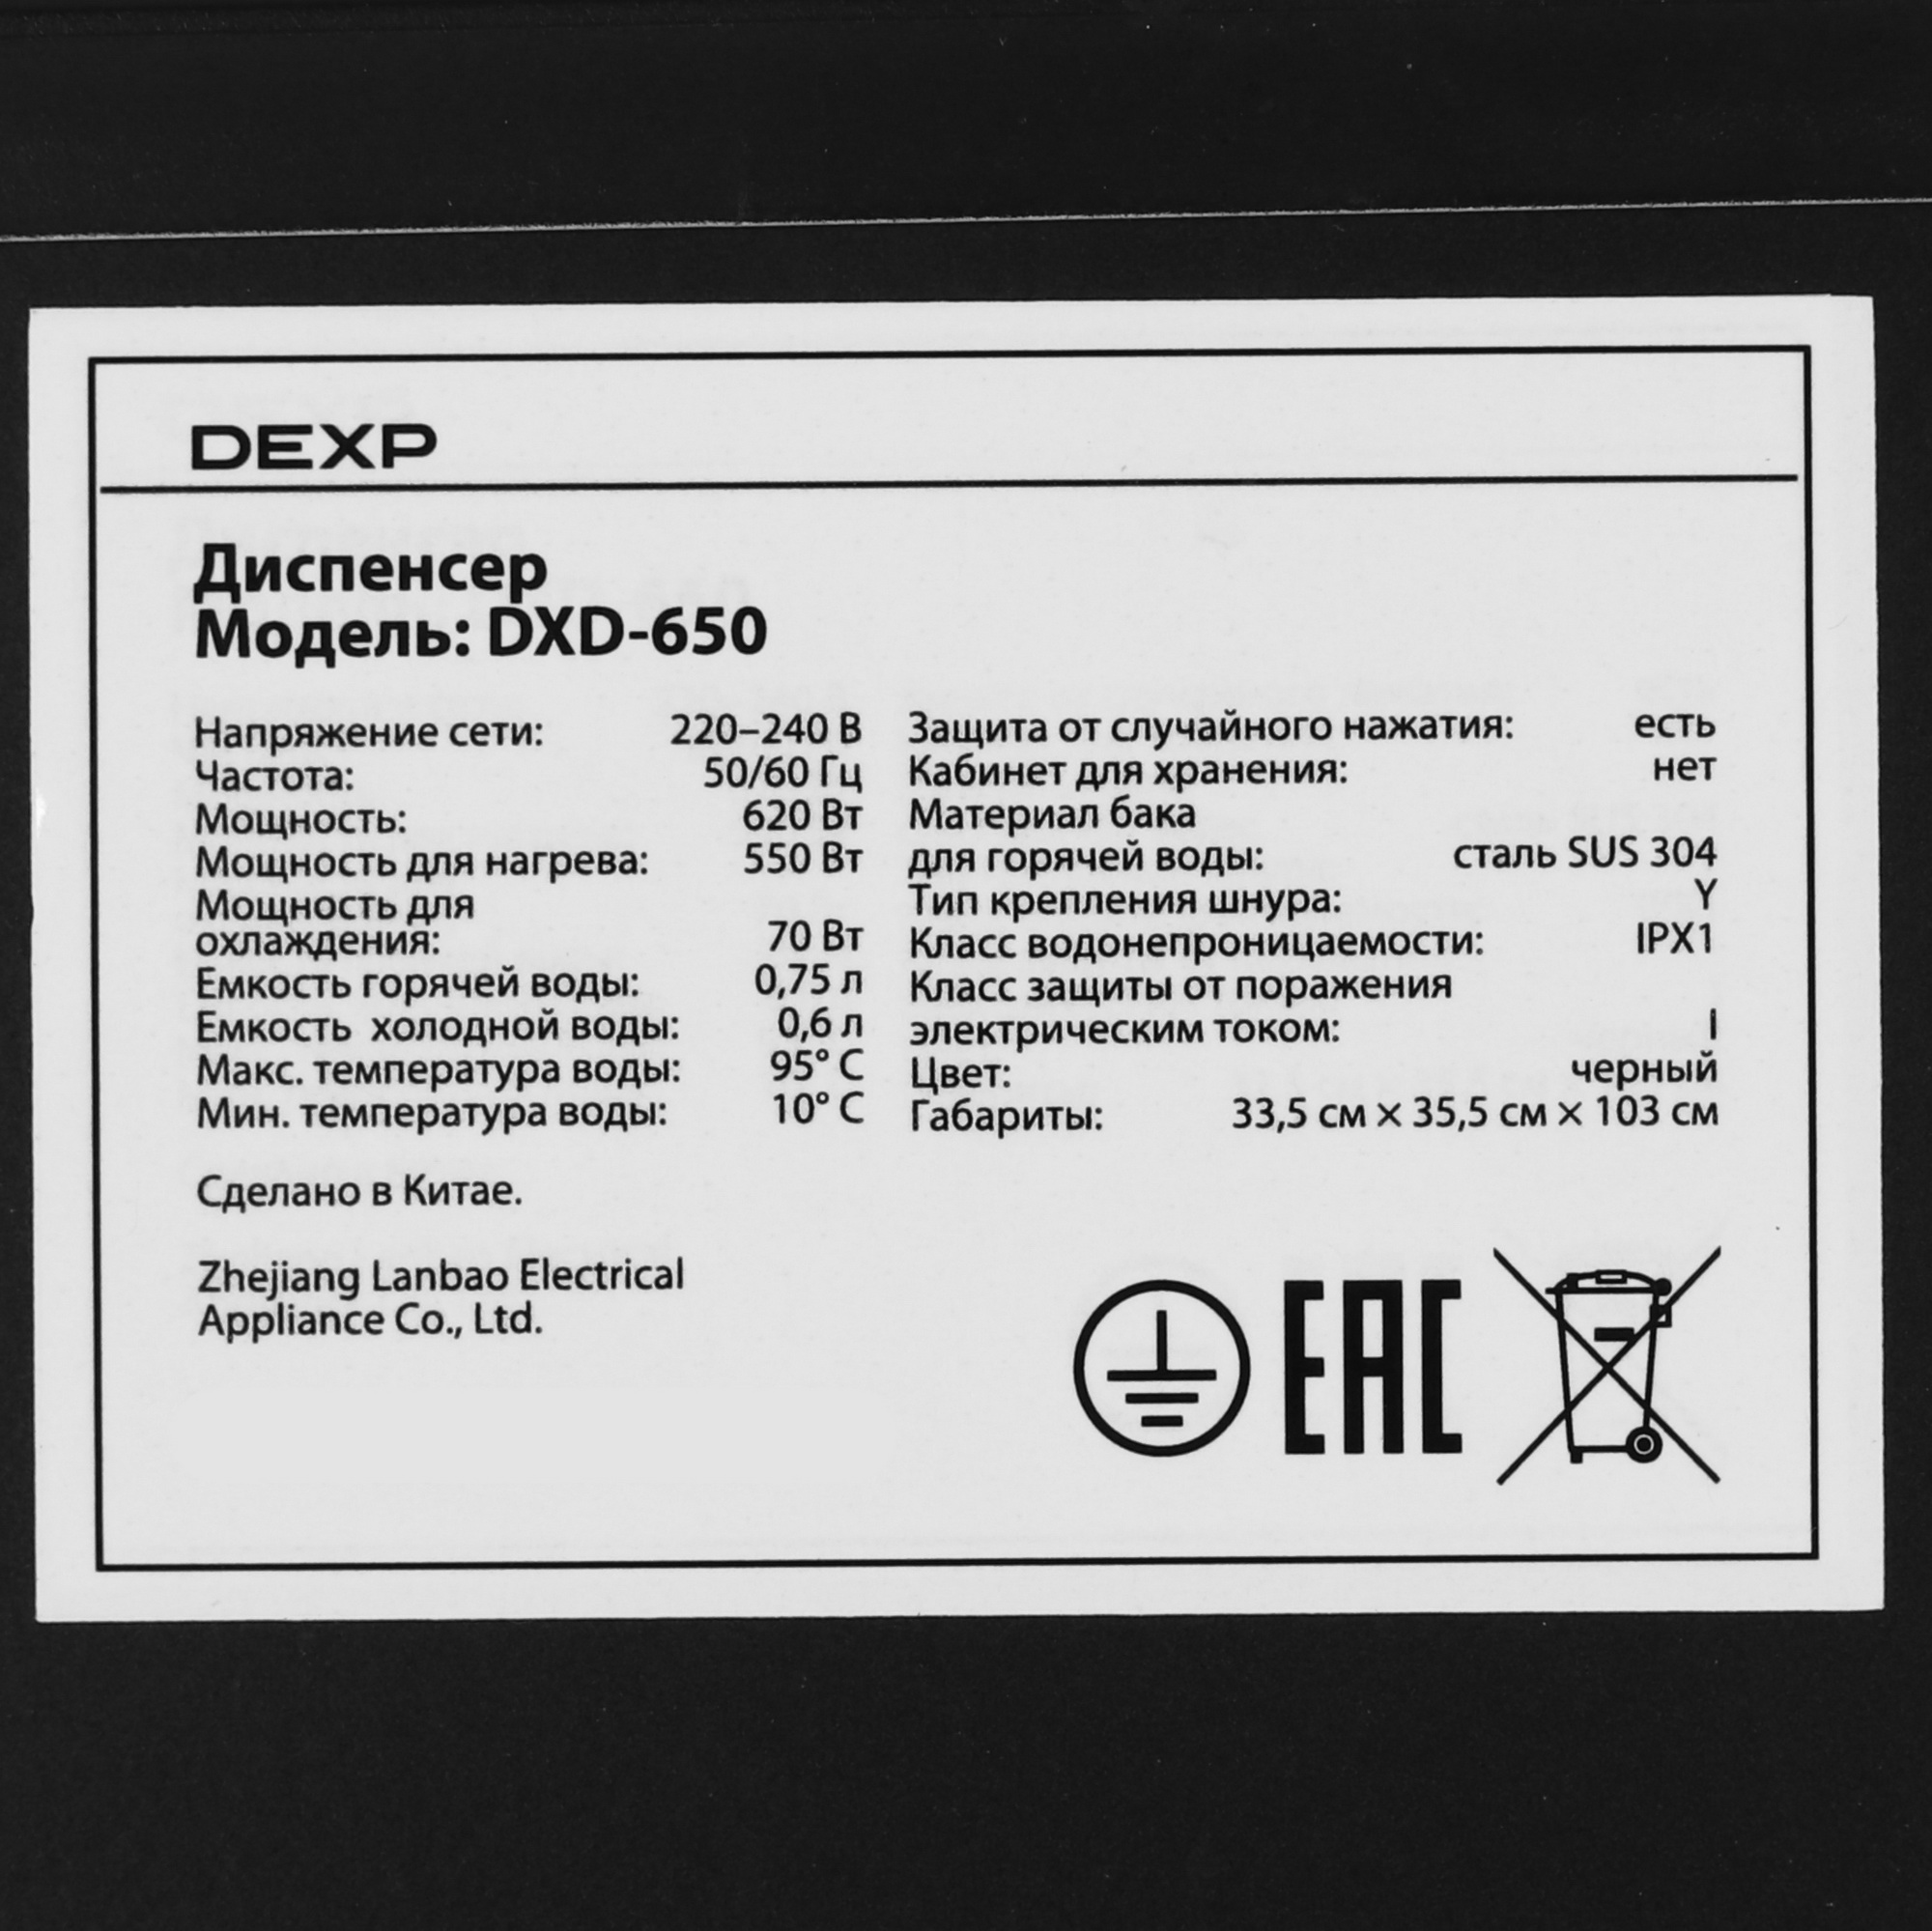 DEXP
Диспенсер
Модель: DXD-650
Напряжение сети: 220–240 В
Частота: 50/60 Гц
Мощность: 620 Вт
Мощность для нагрева: 550 Вт
Мощность для
охлаждения: 70 Вт
Емкость горячей воды: 0,75 л
Емкость холодной воды: 0,6 л
Макс. температура воды: 95° C
Мин. температура воды: 10° C
Защита от случайного нажатия: есть
Кабинет для хранения: нет
Материал бака
для горячей воды: сталь SUS 304
Тип крепления шнура: Y
Класс водонепроницаемости: IPX1
Класс защиты от поражения
электрическим током: I
Цвет: черный
Габариты: 33,5 см × 35,5 см × 103 см
Сделано в Китае.
Zhejiang Lanbao Electrical
Appliance Co., Ltd.
EAC